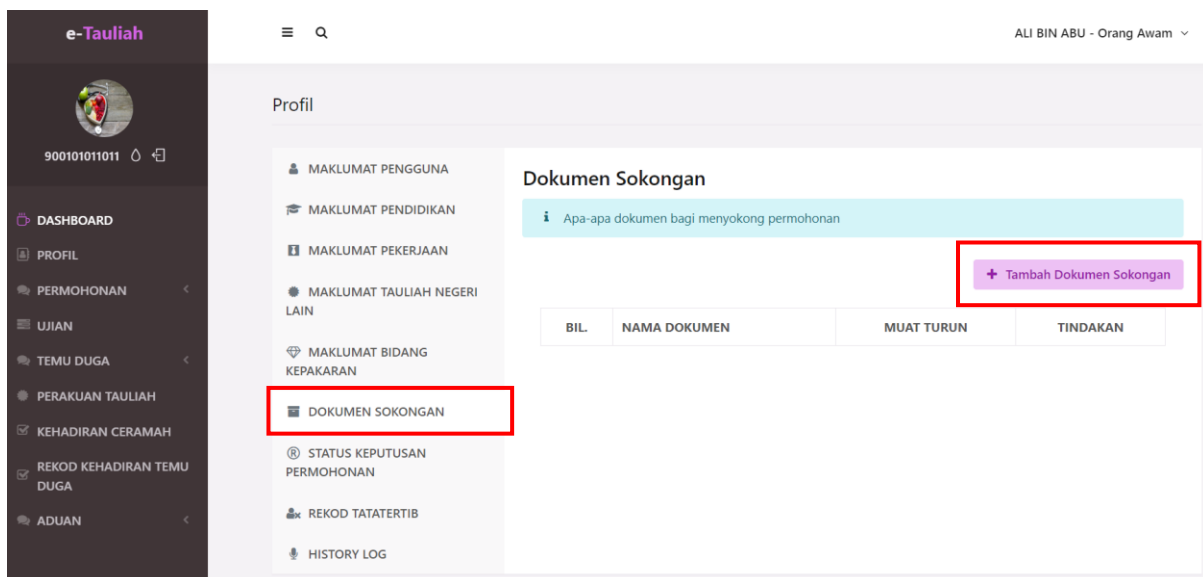 e-Tauliah
ALI BIN ABU - Orang Awam
900101011011
DASHBOARD
PROFIL
PERMOHONAN
UJIAN
TEMU DUGA
PERAKUAN TAULIAH
KEHADIRAN CERAMAH
REKOD KEHADIRAN TEMU
DUGA
ADUAN
Profil
MAKLUMAT PENGGUNA
MAKLUMAT PENDIDIKAN
MAKLUMAT PEKERJAAN
MAKLUMAT TAULIAH NEGERI
LAIN
MAKLUMAT BIDANG
KEPAKARAN
DOKUMEN SOKONGAN
STATUS KEPUTUSAN
PERMOHONAN
REKOD TATATERTIB
HISTORY LOG
Dokumen Sokongan
Apa-apa dokumen bagi menyokong permohonan
+ Tambah Dokumen Sokongan
BIL. NAMA DOKUMEN MUAT TURUN TINDAKAN